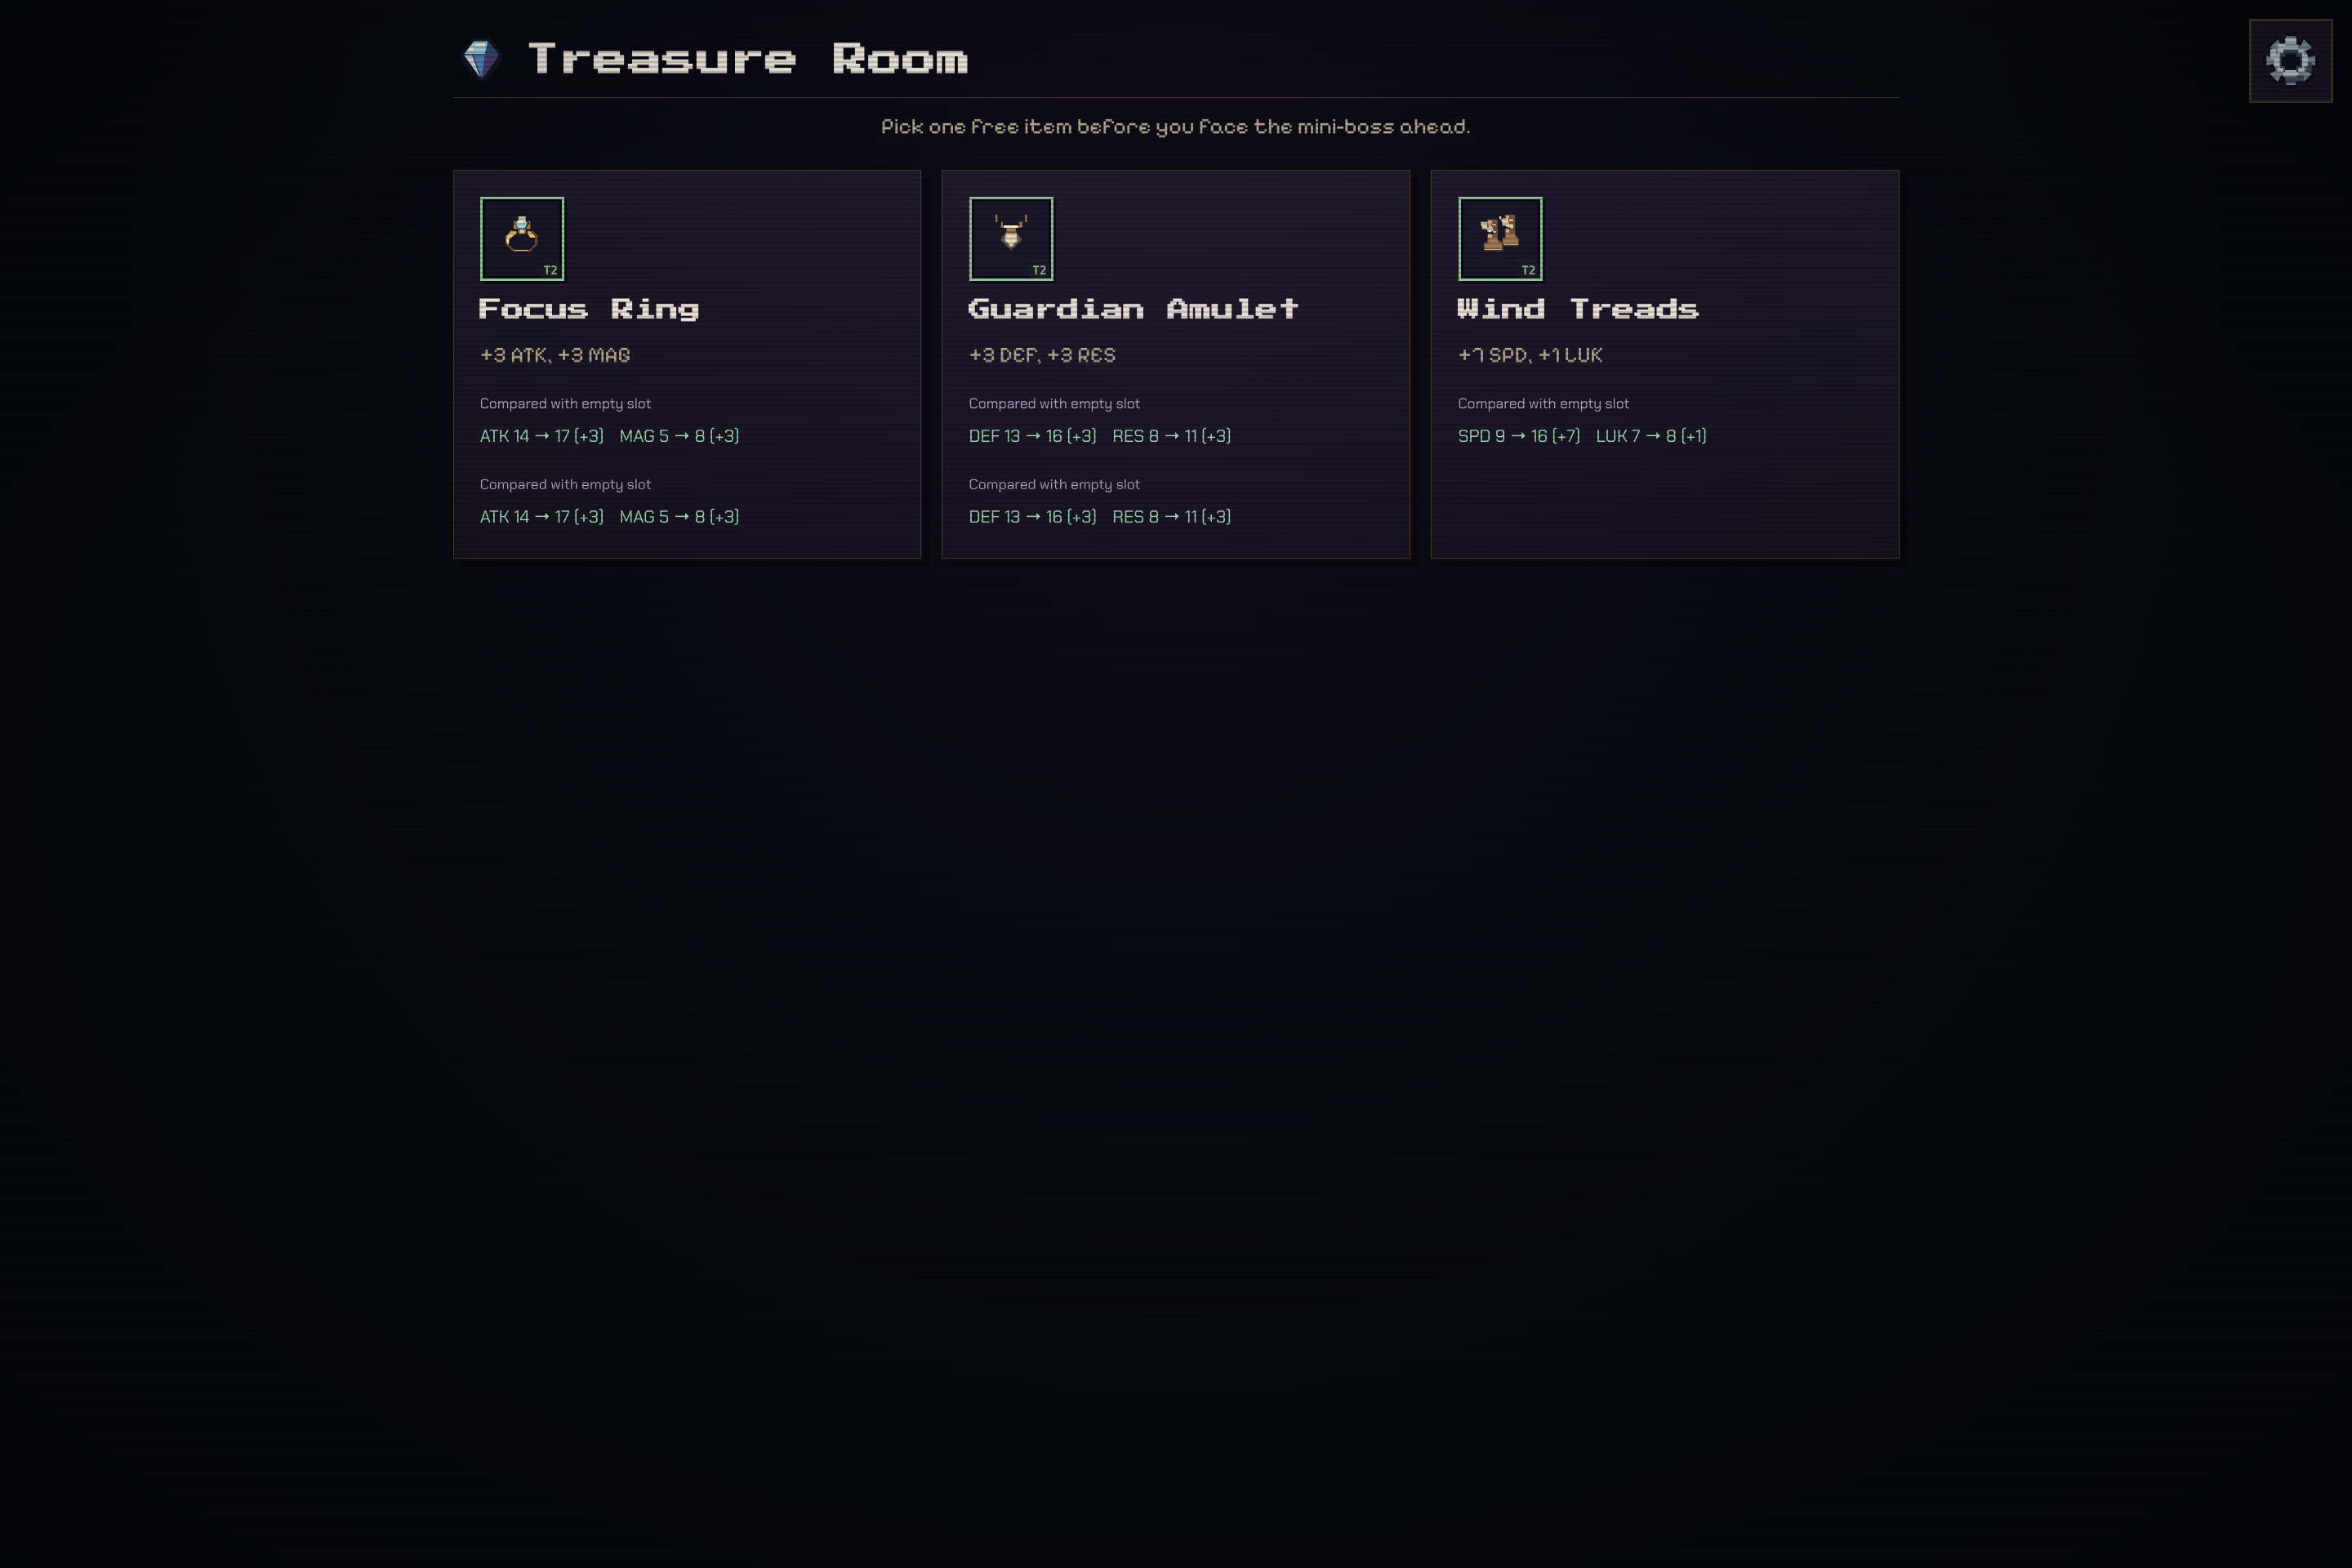 Treasure Room
Pick one free item before you face the mini-boss ahead.
T2
Focus Ring
+3 ATK, +3 MAG
Compared with empty slot
ATK 14 → 17 (+3) MAG 5 → 8 (+3)
Compared with empty slot
ATK 14 → 17 (+3) MAG 5 → 8 (+3)
T2
Guardian Amulet
+3 DEF, +3 RES
Compared with empty slot
DEF 13 → 16 (+3) RES 8 → 11 (+3)
Compared with empty slot
DEF 13 → 16 (+3) RES 8 → 11 (+3)
T2
Wind Treads
+7 SPD, +1 LUK
Compared with empty slot
SPD 9 → 16 (+7) LUK 7 → 8 (+1)